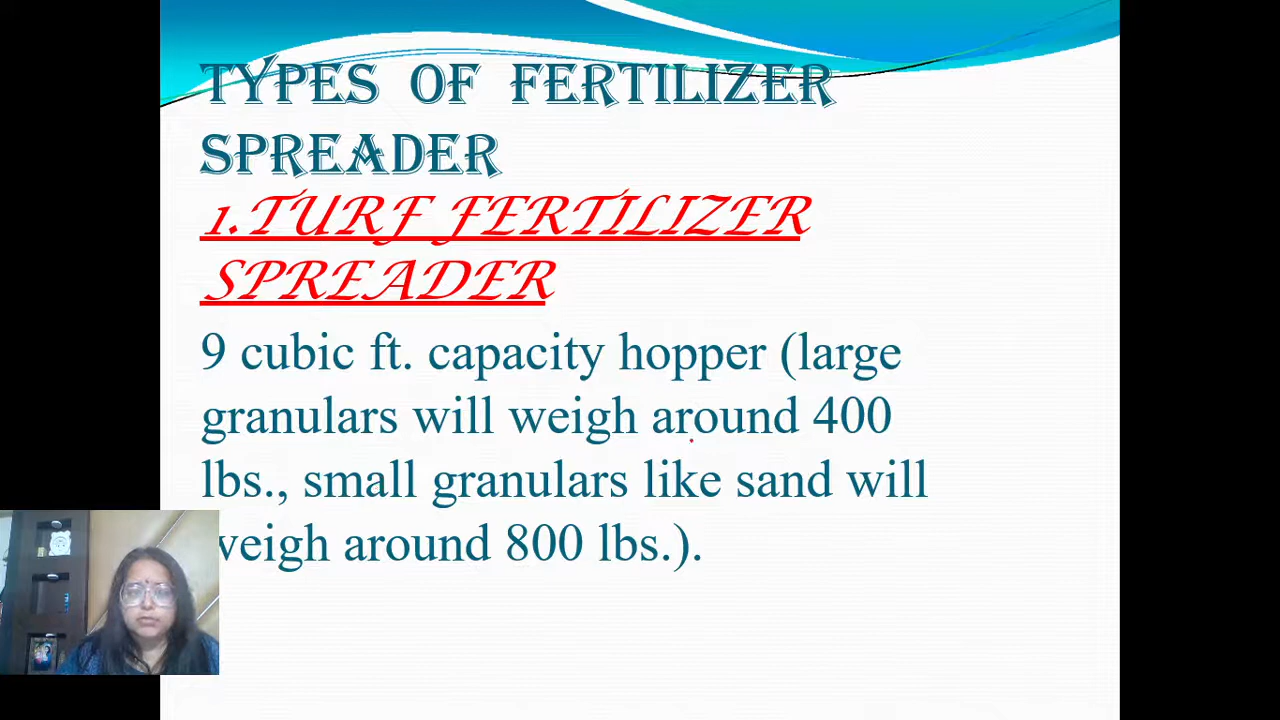 TYPES OF FERTILIZER
SPREADER
1.TURF FERTILIZER
SPREADER
9 cubic ft. capacity hopper (large
granulars will weigh around 400
lbs., small granulars like sand will
weigh around 800 lbs.).